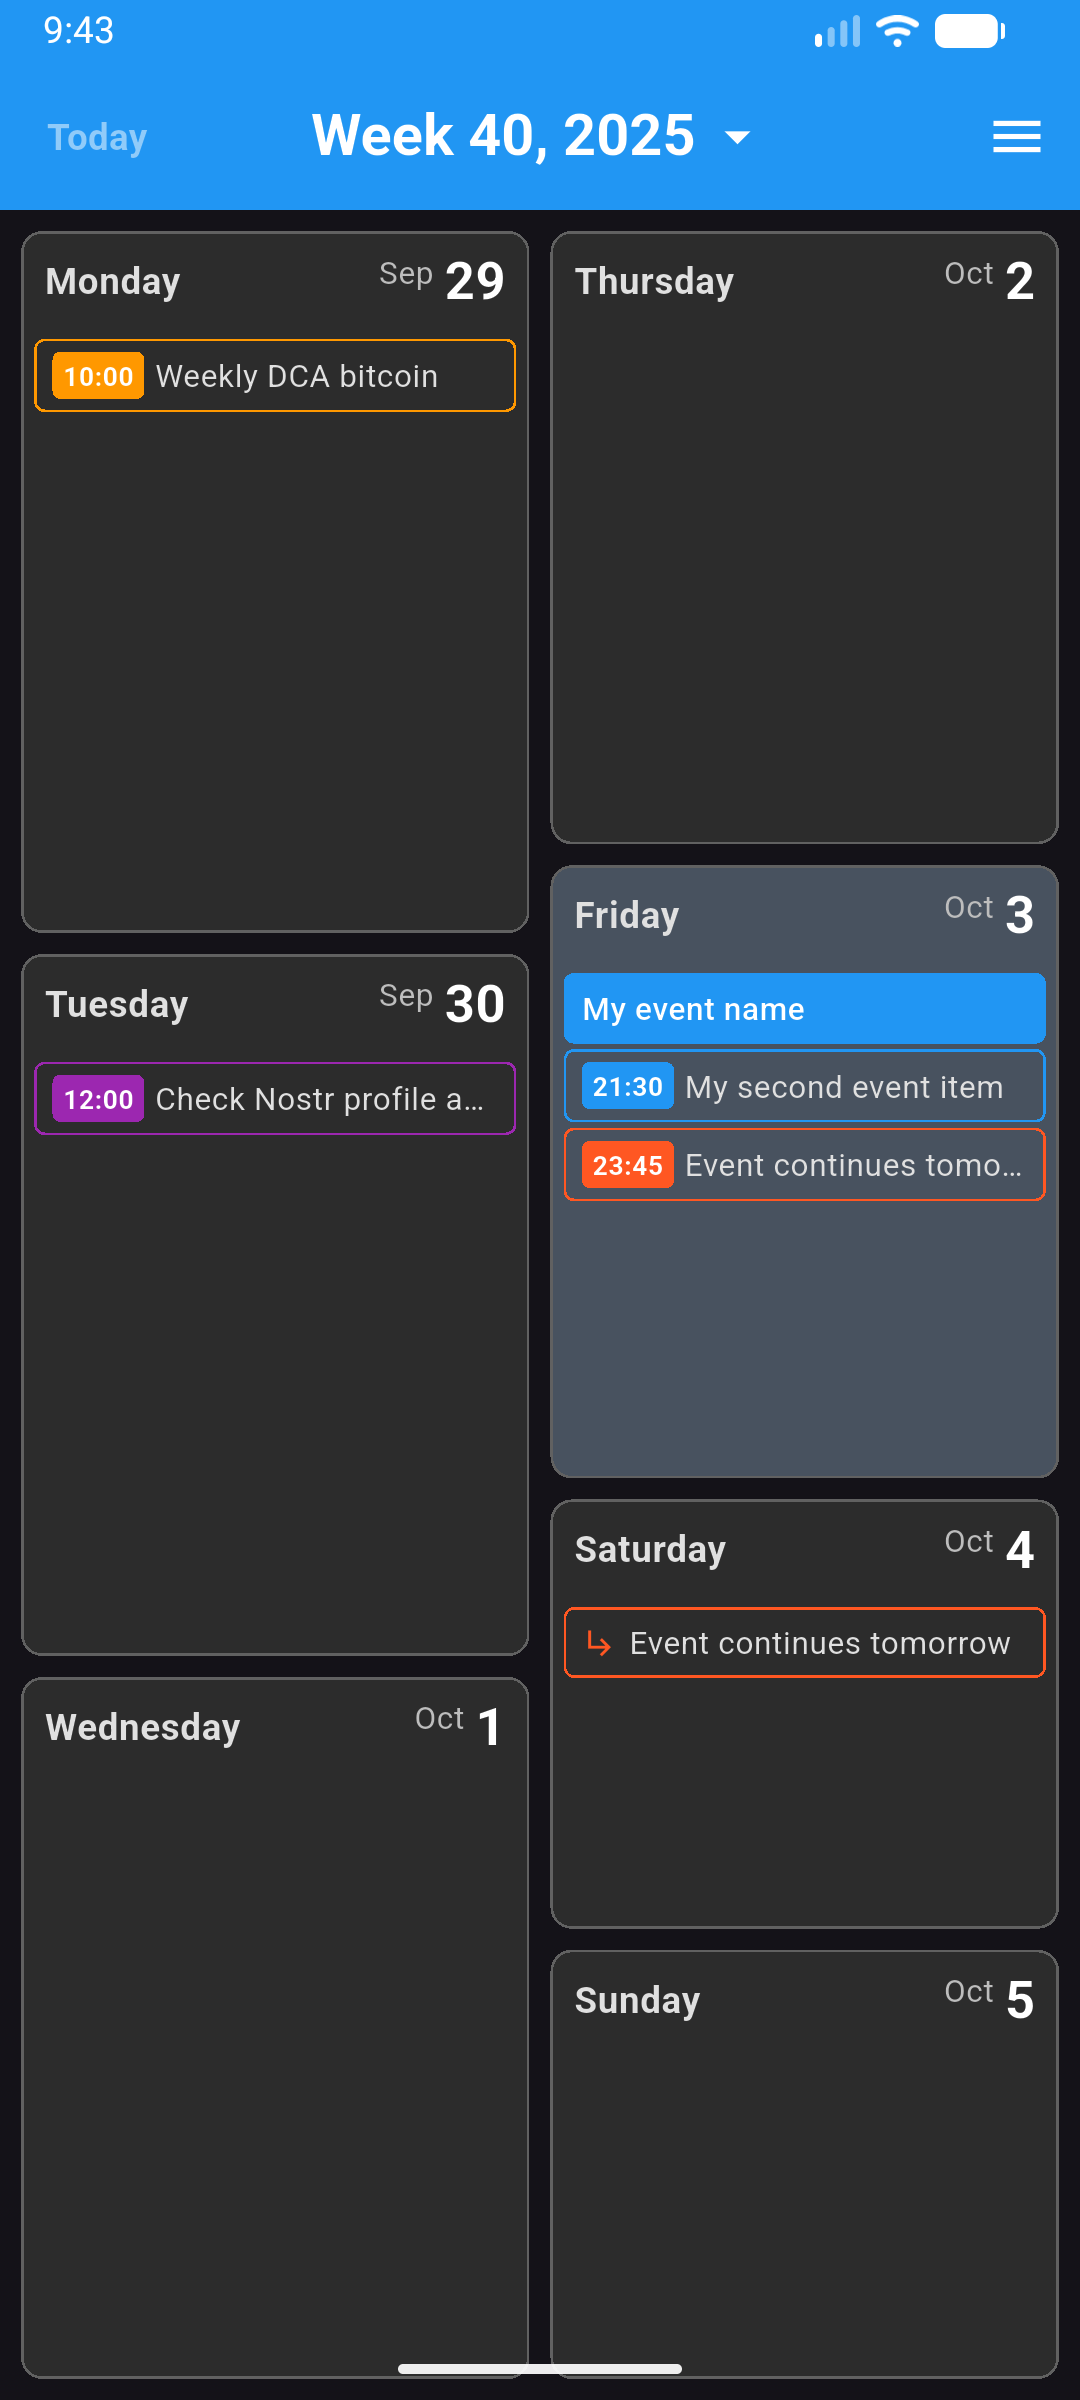 9:43
Today
Week 40, 2025
Monday
Sep 29
10:00 Weekly DCA bitcoin
Tuesday
Sep 30
12:00 Check Nostr profile a…
Wednesday
Oct 1
Thursday
Oct 2
Friday
Oct 3
My event name
21:30 My second event item
23:45 Event continues tomo…
Saturday
Oct 4
Event continues tomorrow
Sunday
Oct 5